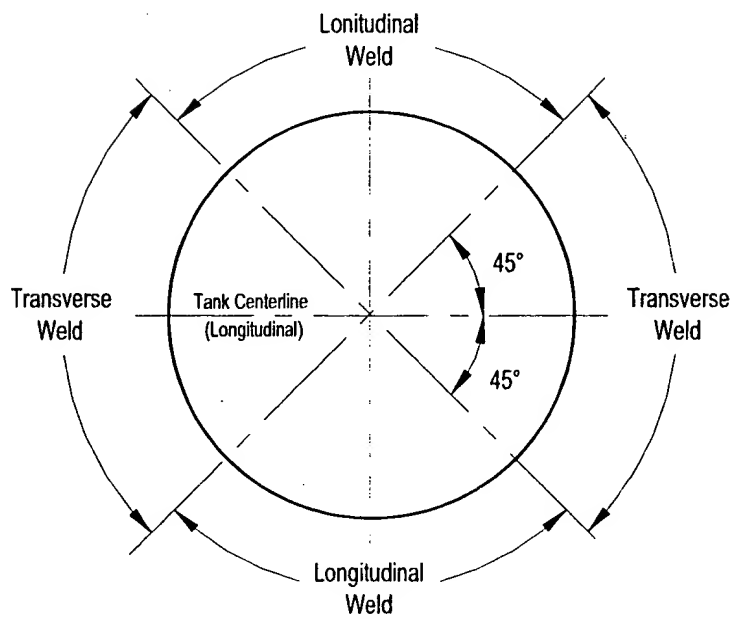 Lonitudinal
Weld
45°
Transverse
Weld
Tank Centerline
(Longitudinal)
Transverse
Weld
45°
Longitudinal
Weld